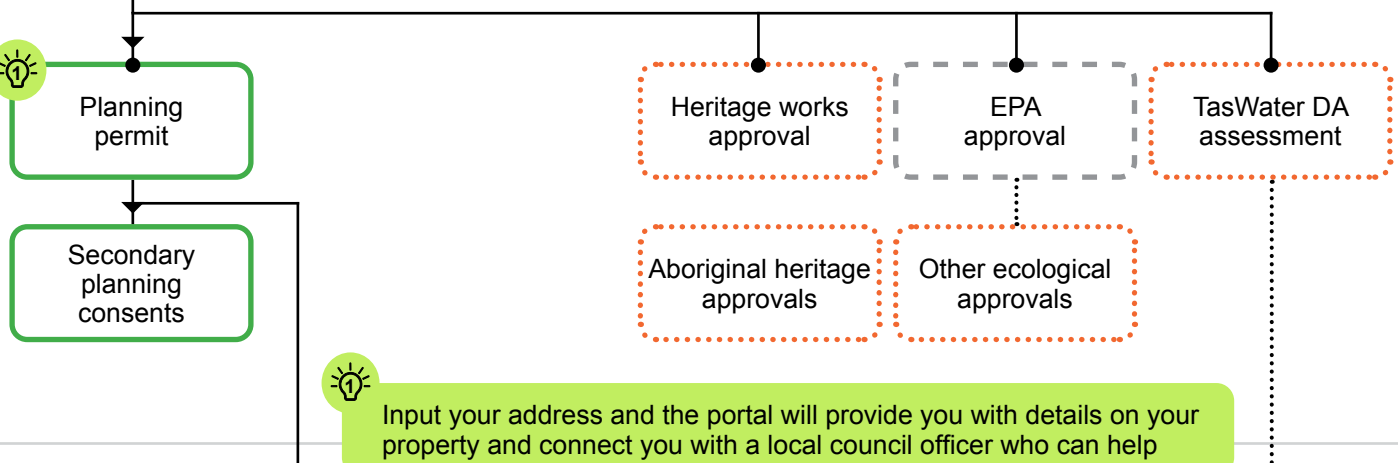 1
Planning
permit
Heritage works
approval
EPA
approval
TasWater DA
assessment
Secondary
planning
consents
Aboriginal heritage
approvals
Other ecological
approvals
1
Input your address and the portal will provide you with details on your
property and connect you with a local council officer who can help